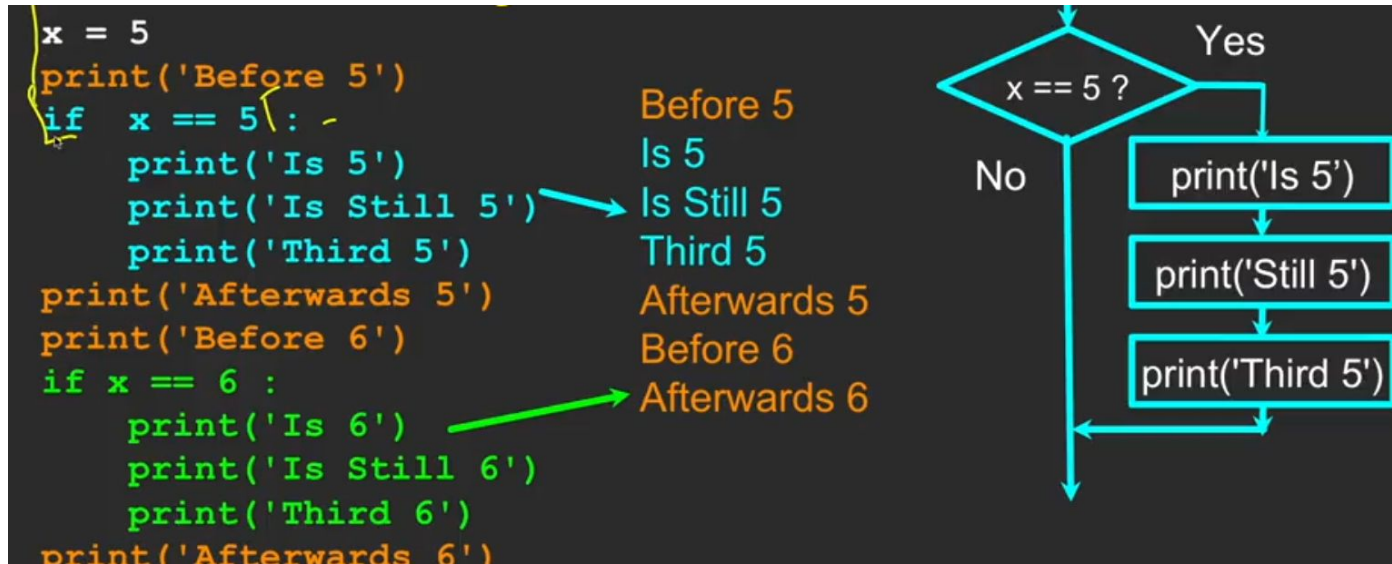 x = 5
print('Before 5')
if  x == 5 :
    print('Is 5')
    print('Is Still 5')
    print('Third 5')
print('Afterwards 5')
print('Before 6')
if x == 6 :
    print('Is 6')
    print('Is Still 6')
    print('Third 6')
print('Afterwards 6')
Before 5
Is 5
Is Still 5
Third 5
Afterwards 5
Before 6
Afterwards 6
x == 5 ?
Yes
No
print('Is 5’)
print('Still 5')
print('Third 5')